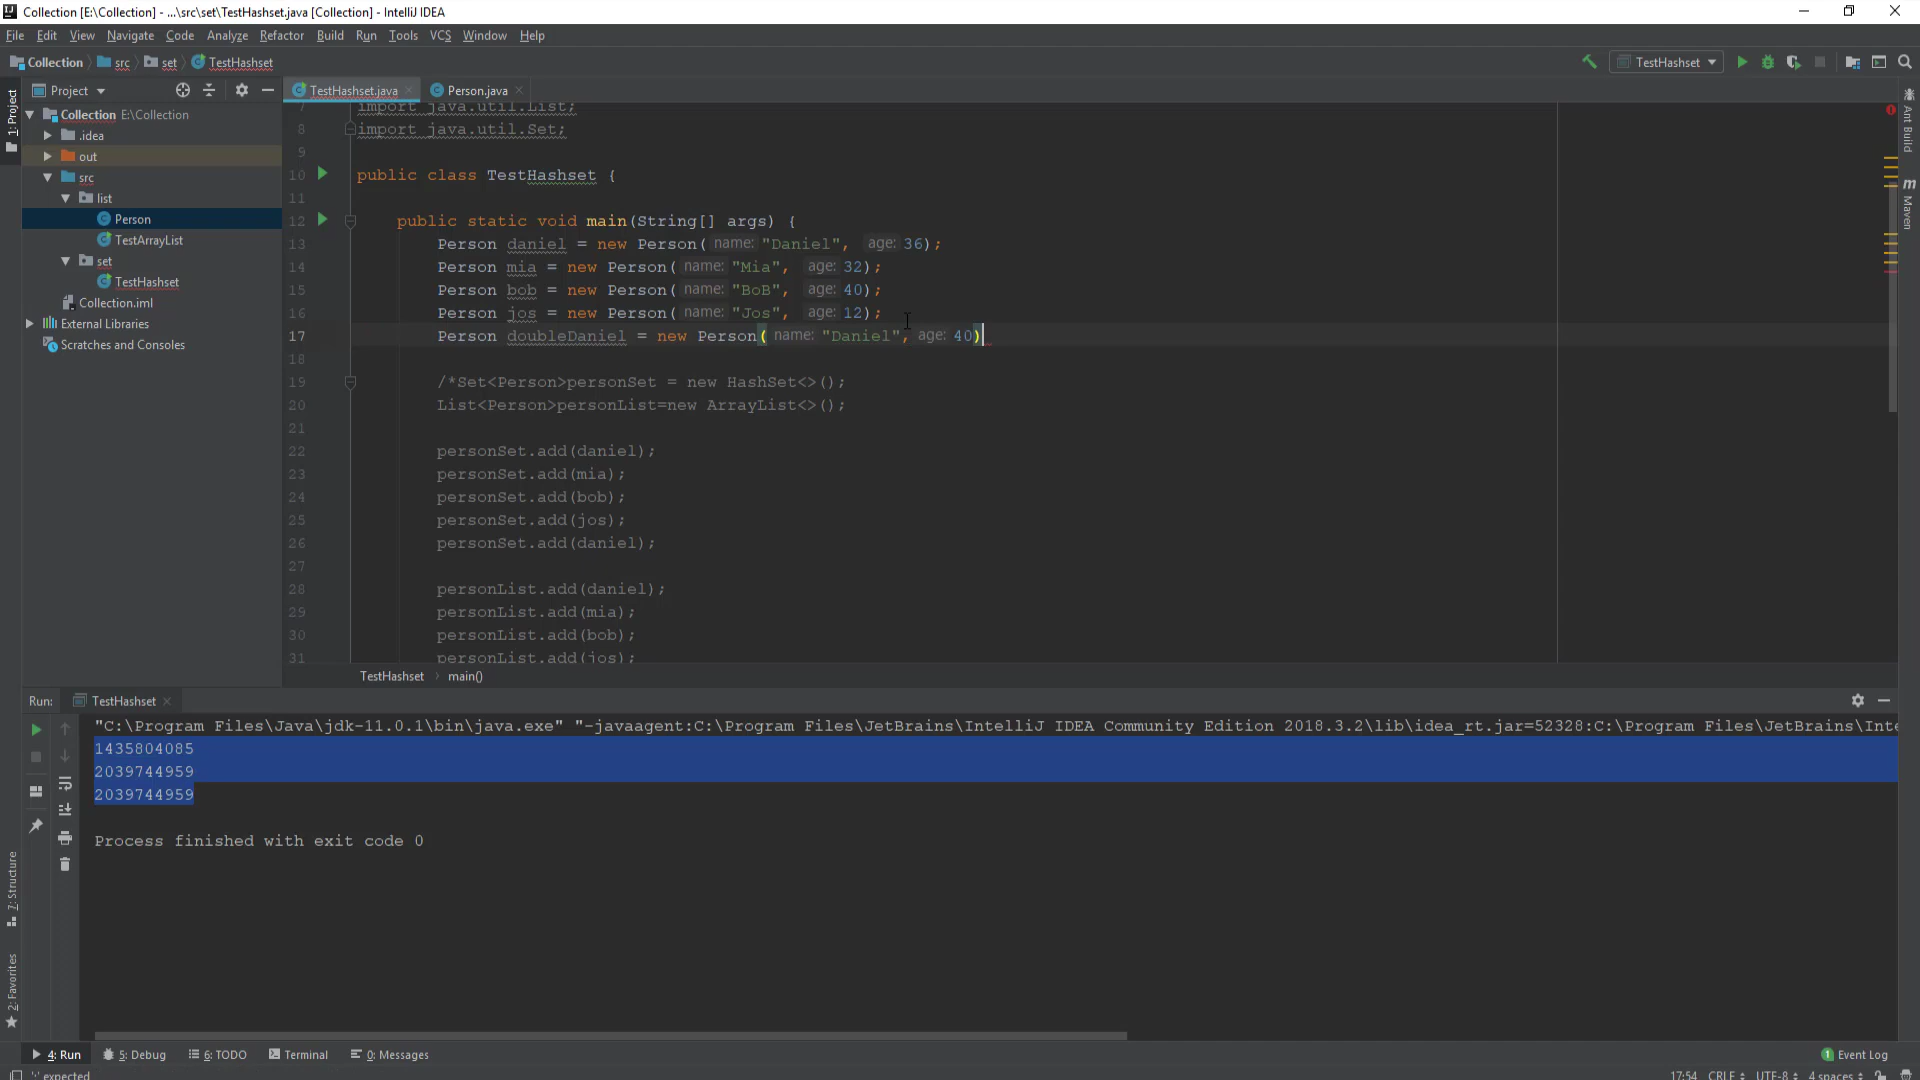 Collection [E:\Collection] - ...\src\set\TestHashset.java [Collection] - IntelliJ IDEA
File Edit View Navigate Code Analyze Refactor Build Run Tools VCS Window Help
Collection src set TestHashset
TestHashset
1: Project
Project
TestHashset.java
Person.java
Collection E:\Collection
.idea
out
src
list
Person
TestArrayList
set
TestHashset
Collection.iml
External Libraries
Scratches and Consoles
7 import java.util.List;
8 import java.util.Set;
9
10 public class TestHashset {
11
12 public static void main(String[] args) {
13 Person daniel = new Person( name: "Daniel", age: 36);
14 Person mia = new Person( name: "Mia", age: 32);
15 Person bob = new Person( name: "BoB", age: 40);
16 Person jos = new Person( name: "Jos", age: 12);
17 Person doubleDaniel = new Person( name: "Daniel", age: 40)
18
19 /*Set<Person>personSet = new HashSet<>();
20 List<Person>personList=new ArrayList<>();
21
22 personSet.add(daniel);
23 personSet.add(mia);
24 personSet.add(bob);
25 personSet.add(jos);
26 personSet.add(daniel);
27
28 personList.add(daniel);
29 personList.add(mia);
30 personList.add(bob);
31 personList.add(jos);
TestHashset main()
Ant Build
m Maven
Run: TestHashset
"C:\Program Files\Java\jdk-11.0.1\bin\java.exe" "-javaagent:C:\Program Files\JetBrains\IntelliJ IDEA Community Edition 2018.3.2\lib\idea_rt.jar=52328:C:\Program Files\JetBrains\Inte
1435804085
2039744959
2039744959
Process finished with exit code 0
7: Structure
2: Favorites
4: Run 5: Debug 6: TODO Terminal 0: Messages
1 Event Log
';' expected
17:54 CRLF UTF-8 4 spaces